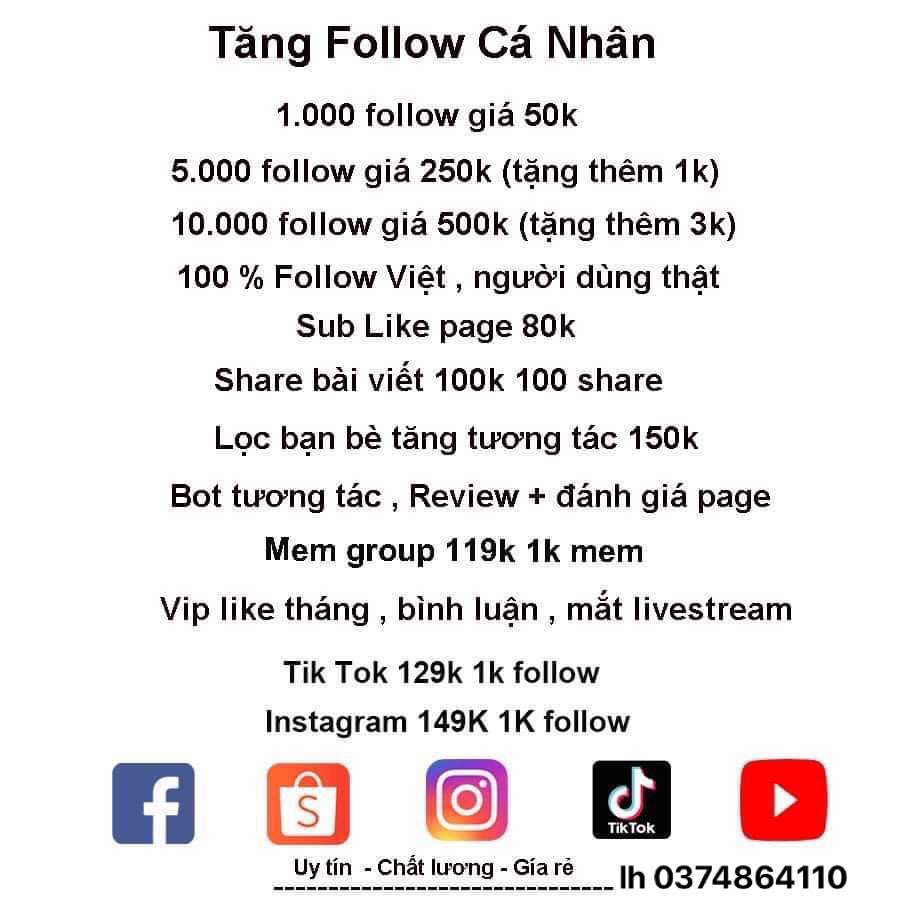 Tăng Follow Cá Nhân
1.000 follow giá 50k
5.000 follow giá 250k (tặng thêm 1k)
10.000 follow giá 500k (tặng thêm 3k)
100 % Follow Việt , người dùng thật
Sub Like page 80k
Share bài viết 100k 100 share
Lọc bạn bè tăng tương tác 150k
Bot tương tác , Review + đánh giá page
Mem group 119k 1k mem
Vip like tháng , bình luận , mắt livestream
Tik Tok 129k 1k follow
Instagram 149K 1K follow
f S TikTok
Uy tín - Chất lương - Gía rẻ
lh 0374864110